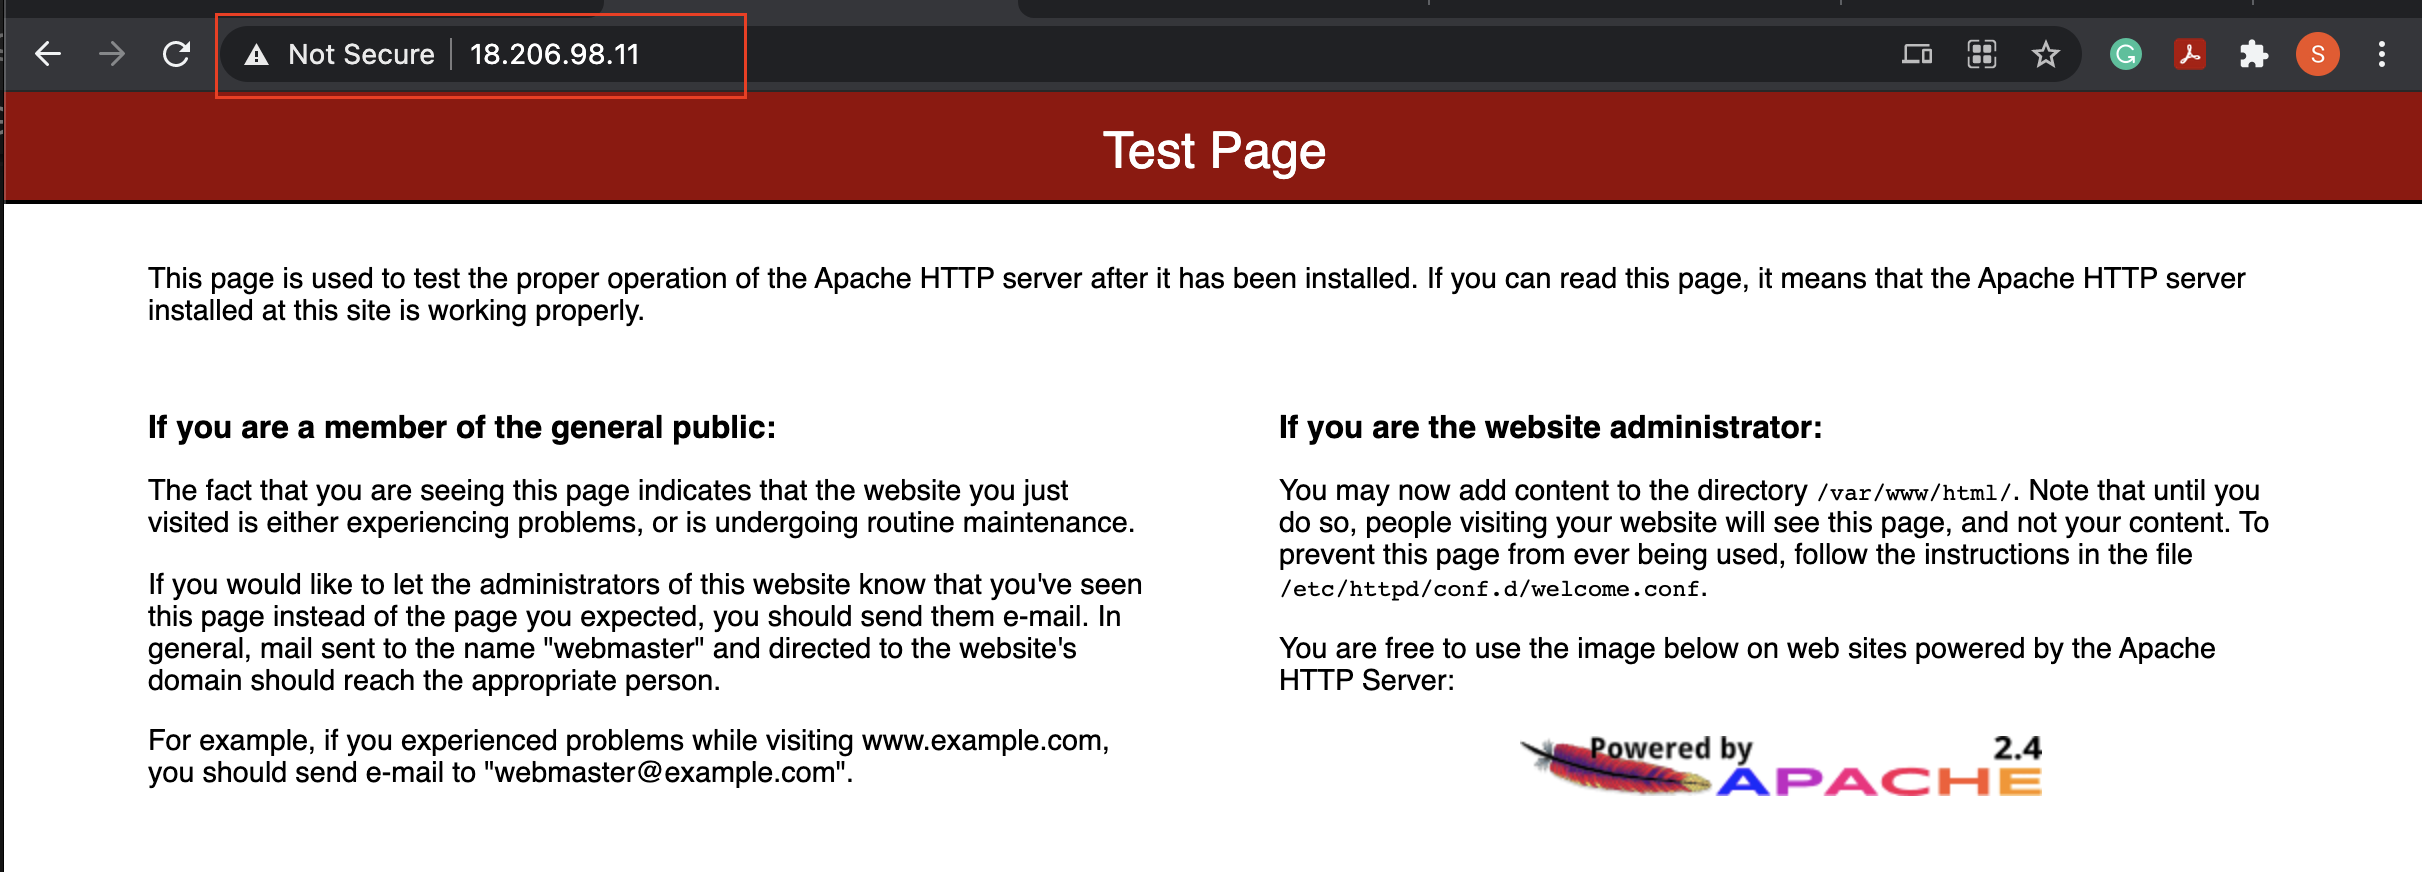 Not Secure 18.206.98.11
S
Test Page
This page is used to test the proper operation of the Apache HTTP server after it has been installed. If you can read this page, it means that the Apache HTTP server
installed at this site is working properly.
If you are a member of the general public:
The fact that you are seeing this page indicates that the website you just
visited is either experiencing problems, or is undergoing routine maintenance.
If you would like to let the administrators of this website know that you've seen
this page instead of the page you expected, you should send them e-mail. In
general, mail sent to the name "webmaster" and directed to the website's
domain should reach the appropriate person.
For example, if you experienced problems while visiting www.example.com,
you should send e-mail to "webmaster@example.com".
If you are the website administrator:
You may now add content to the directory /var/www/html/. Note that until you
do so, people visiting your website will see this page, and not your content. To
prevent this page from ever being used, follow the instructions in the file
/etc/httpd/conf.d/welcome.conf.
You are free to use the image below on web sites powered by the Apache
HTTP Server:
Powered by 2.4
APACHE